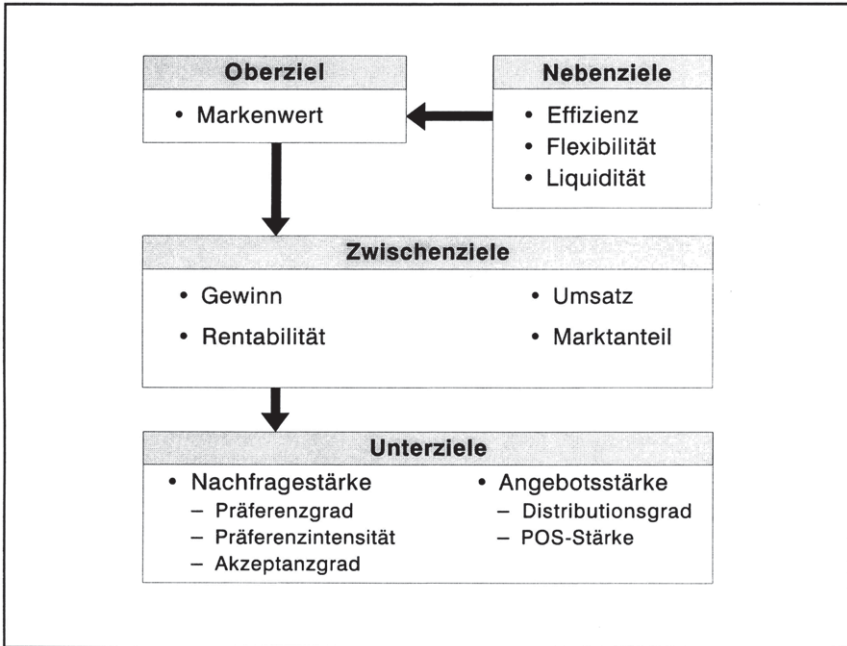 Oberziel
• Markenwert
Nebenziele
• Effizienz
• Flexibilität
• Liquidität
Zwischenziele
• Gewinn
• Rentabilität
• Umsatz
• Marktanteil
Unterziele
• Nachfragestärke
– Präferenzgrad
– Präferenzintensität
– Akzeptanzgrad
• Angebotsstärke
– Distributionsgrad
– POS-Stärke